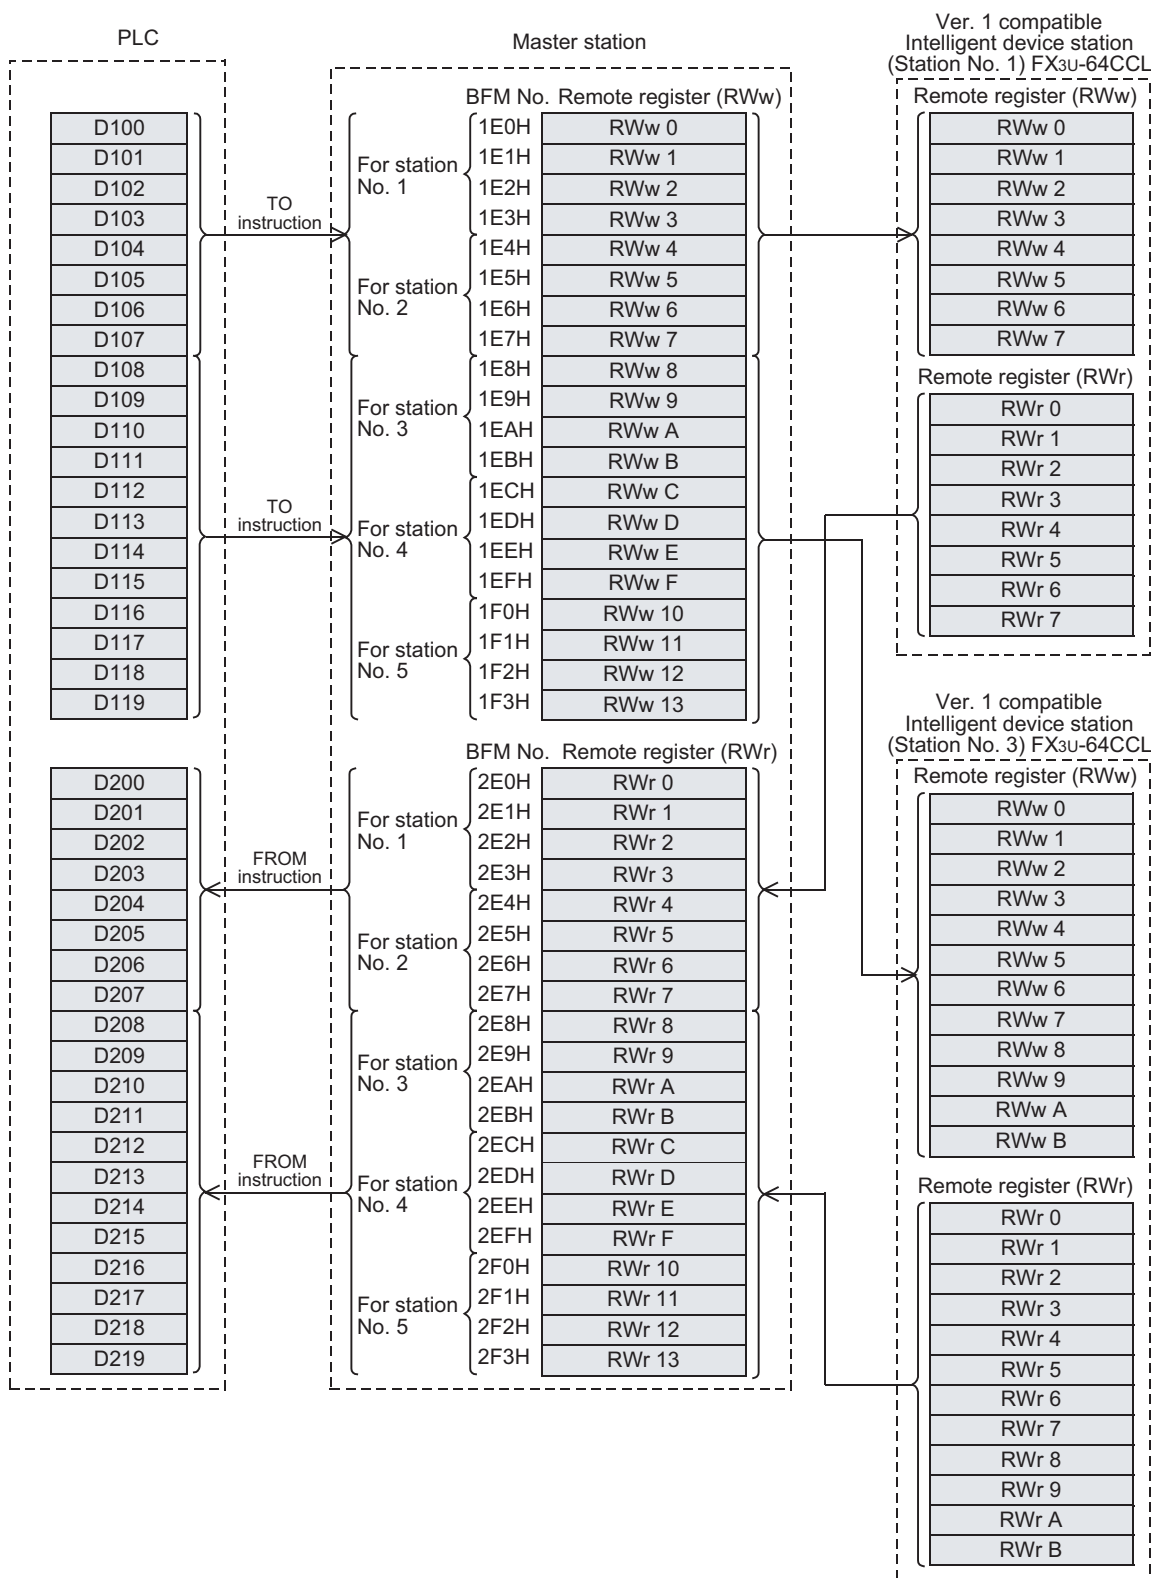 PLC
Master station
Ver. 1 compatible
Intelligent device station
(Station No. 1) FX3U-64CCL
D100
D101
D102
D103
D104
D105
D106
D107
D108
D109
D110
D111
D112
D113
D114
D115
D116
D117
D118
D119
TO
instruction
TO
instruction
BFM No. Remote register (RWw)
For station
No. 1
1E0H RWw 0
1E1H RWw 1
1E2H RWw 2
1E3H RWw 3
For station
No. 2
1E4H RWw 4
1E5H RWw 5
1E6H RWw 6
1E7H RWw 7
For station
No. 3
1E8H RWw 8
1E9H RWw 9
1EAH RWw A
1EBH RWw B
For station
No. 4
1ECH RWw C
1EDH RWw D
1EEH RWw E
1EFH RWw F
For station
No. 5
1F0H RWw 10
1F1H RWw 11
1F2H RWw 12
1F3H RWw 13
Remote register (RWw)
RWw 0
RWw 1
RWw 2
RWw 3
RWw 4
RWw 5
RWw 6
RWw 7
Remote register (RWr)
RWr 0
RWr 1
RWr 2
RWr 3
RWr 4
RWr 5
RWr 6
RWr 7
D200
D201
D202
D203
D204
D205
D206
D207
D208
D209
D210
D211
D212
D213
D214
D215
D216
D217
D218
D219
FROM
instruction
FROM
instruction
BFM No. Remote register (RWr)
For station
No. 1
2E0H RWr 0
2E1H RWr 1
2E2H RWr 2
2E3H RWr 3
For station
No. 2
2E4H RWr 4
2E5H RWr 5
2E6H RWr 6
2E7H RWr 7
For station
No. 3
2E8H RWr 8
2E9H RWr 9
2EAH RWr A
2EBH RWr B
For station
No. 4
2ECH RWr C
2EDH RWr D
2EEH RWr E
2EFH RWr F
For station
No. 5
2F0H RWr 10
2F1H RWr 11
2F2H RWr 12
2F3H RWr 13
Ver. 1 compatible
Intelligent device station
(Station No. 3) FX3U-64CCL
Remote register (RWw)
RWw 0
RWw 1
RWw 2
RWw 3
RWw 4
RWw 5
RWw 6
RWw 7
RWw 8
RWw 9
RWw A
RWw B
Remote register (RWr)
RWr 0
RWr 1
RWr 2
RWr 3
RWr 4
RWr 5
RWr 6
RWr 7
RWr 8
RWr 9
RWr A
RWr B